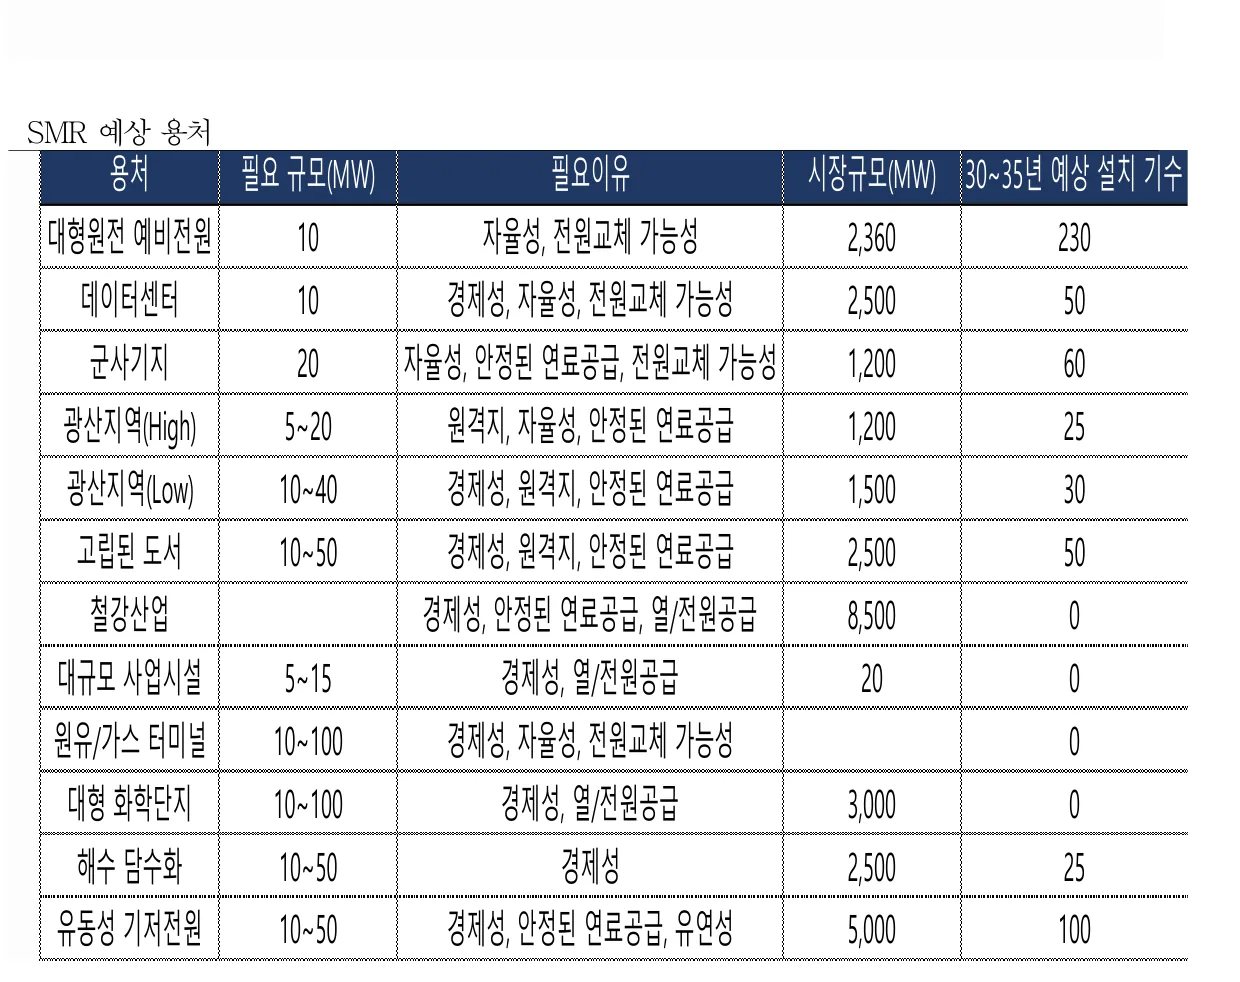 SMR 예상 용처
용처 필요 규모(MW) 필요이유 시장규모(MW) 30~35년 예상 설치 기수
대형원전 예비전원 10 자율성, 전원교체 가능성 2,360 230
데이터센터 10 경제성, 자율성, 전원교체 가능성 2,500 50
군사기지 20 자율성, 안정된 연료공급, 전원교체 가능성 1,200 60
광산지역(High) 5~20 원격지, 자율성, 안정된 연료공급 1,200 25
광산지역(Low) 10~40 경제성, 원격지, 안정된 연료공급 1,500 30
고립된 도서 10~50 경제성, 원격지, 안정된 연료공급 2,500 50
철강산업 경제성, 안정된 연료공급, 열/전원공급 8,500 0
대규모 사업시설 5~15 경제성, 열/전원공급 20 0
원유/가스 터미널 10~100 경제성, 자율성, 전원교체 가능성 0
대형 화학단지 10~100 경제성, 열/전원공급 3,000 0
해수 담수화 10~50 경제성 2,500 25
유동성 기저전원 10~50 경제성, 안정된 연료공급, 유연성 5,000 100